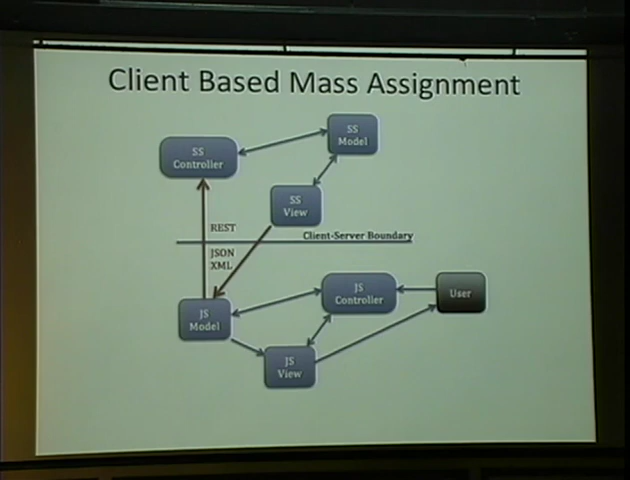 Client Based Mass Assignment
SS
Model
SS
Controller
SS
View
REST
Client-Server Boundary
JSON
XML
JS
Controller
User
JS
Model
JS
View